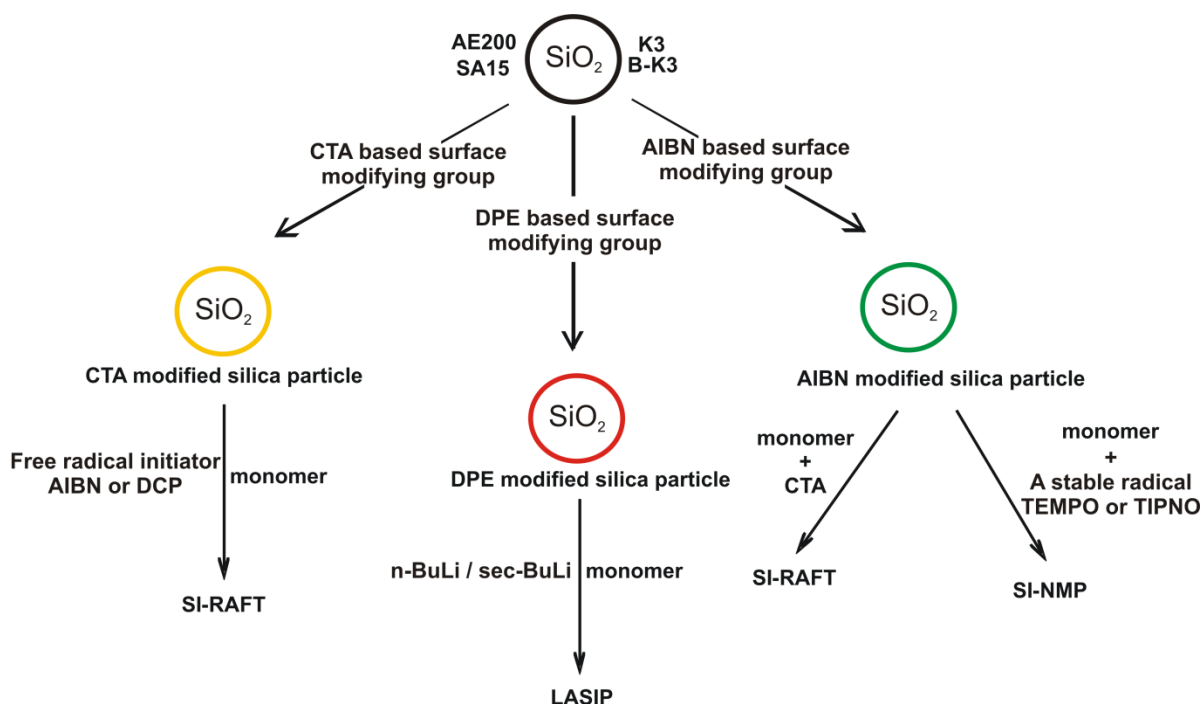 AE200
SA15
SiO₂
K3
B-K3
CTA based surface
modifying group
AIBN based surface
modifying group
DPE based surface
modifying group
SiO₂
CTA modified silica particle
SiO₂
AIBN modified silica particle
SiO₂
DPE modified silica particle
Free radical initiator
AIBN or DCP
monomer
monomer
+
CTA
monomer
+
A stable radical
TEMPO or TIPNO
n-BuLi / sec-BuLi
monomer
SI-RAFT
SI-RAFT
SI-NMP
LASIP